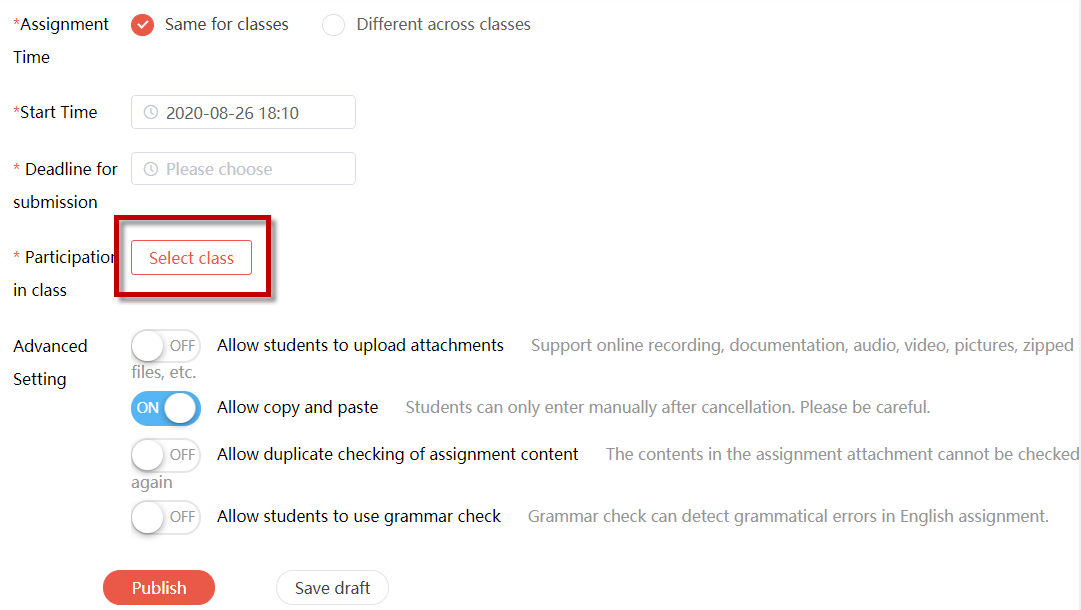 *Assignment Time
Same for classes
Different across classes
*Start Time
2020-08-26 18:10
* Deadline for submission
Please choose
* Participation in class
Select class
Advanced Setting
OFF Allow students to upload attachments Support online recording, documentation, audio, video, pictures, zipped
files, etc.
ON Allow copy and paste Students can only enter manually after cancellation. Please be careful.
OFF Allow duplicate checking of assignment content The contents in the assignment attachment cannot be checked
again
OFF Allow students to use grammar check Grammar check can detect grammatical errors in English assignment.
Publish
Save draft